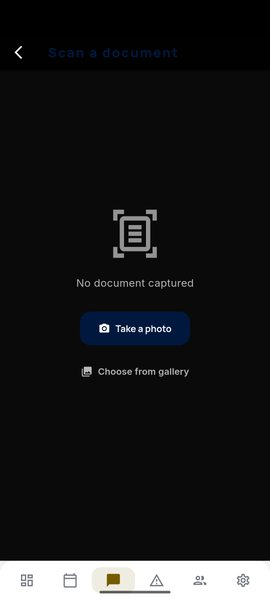 Scan a document
No document captured
Take a photo
Choose from gallery